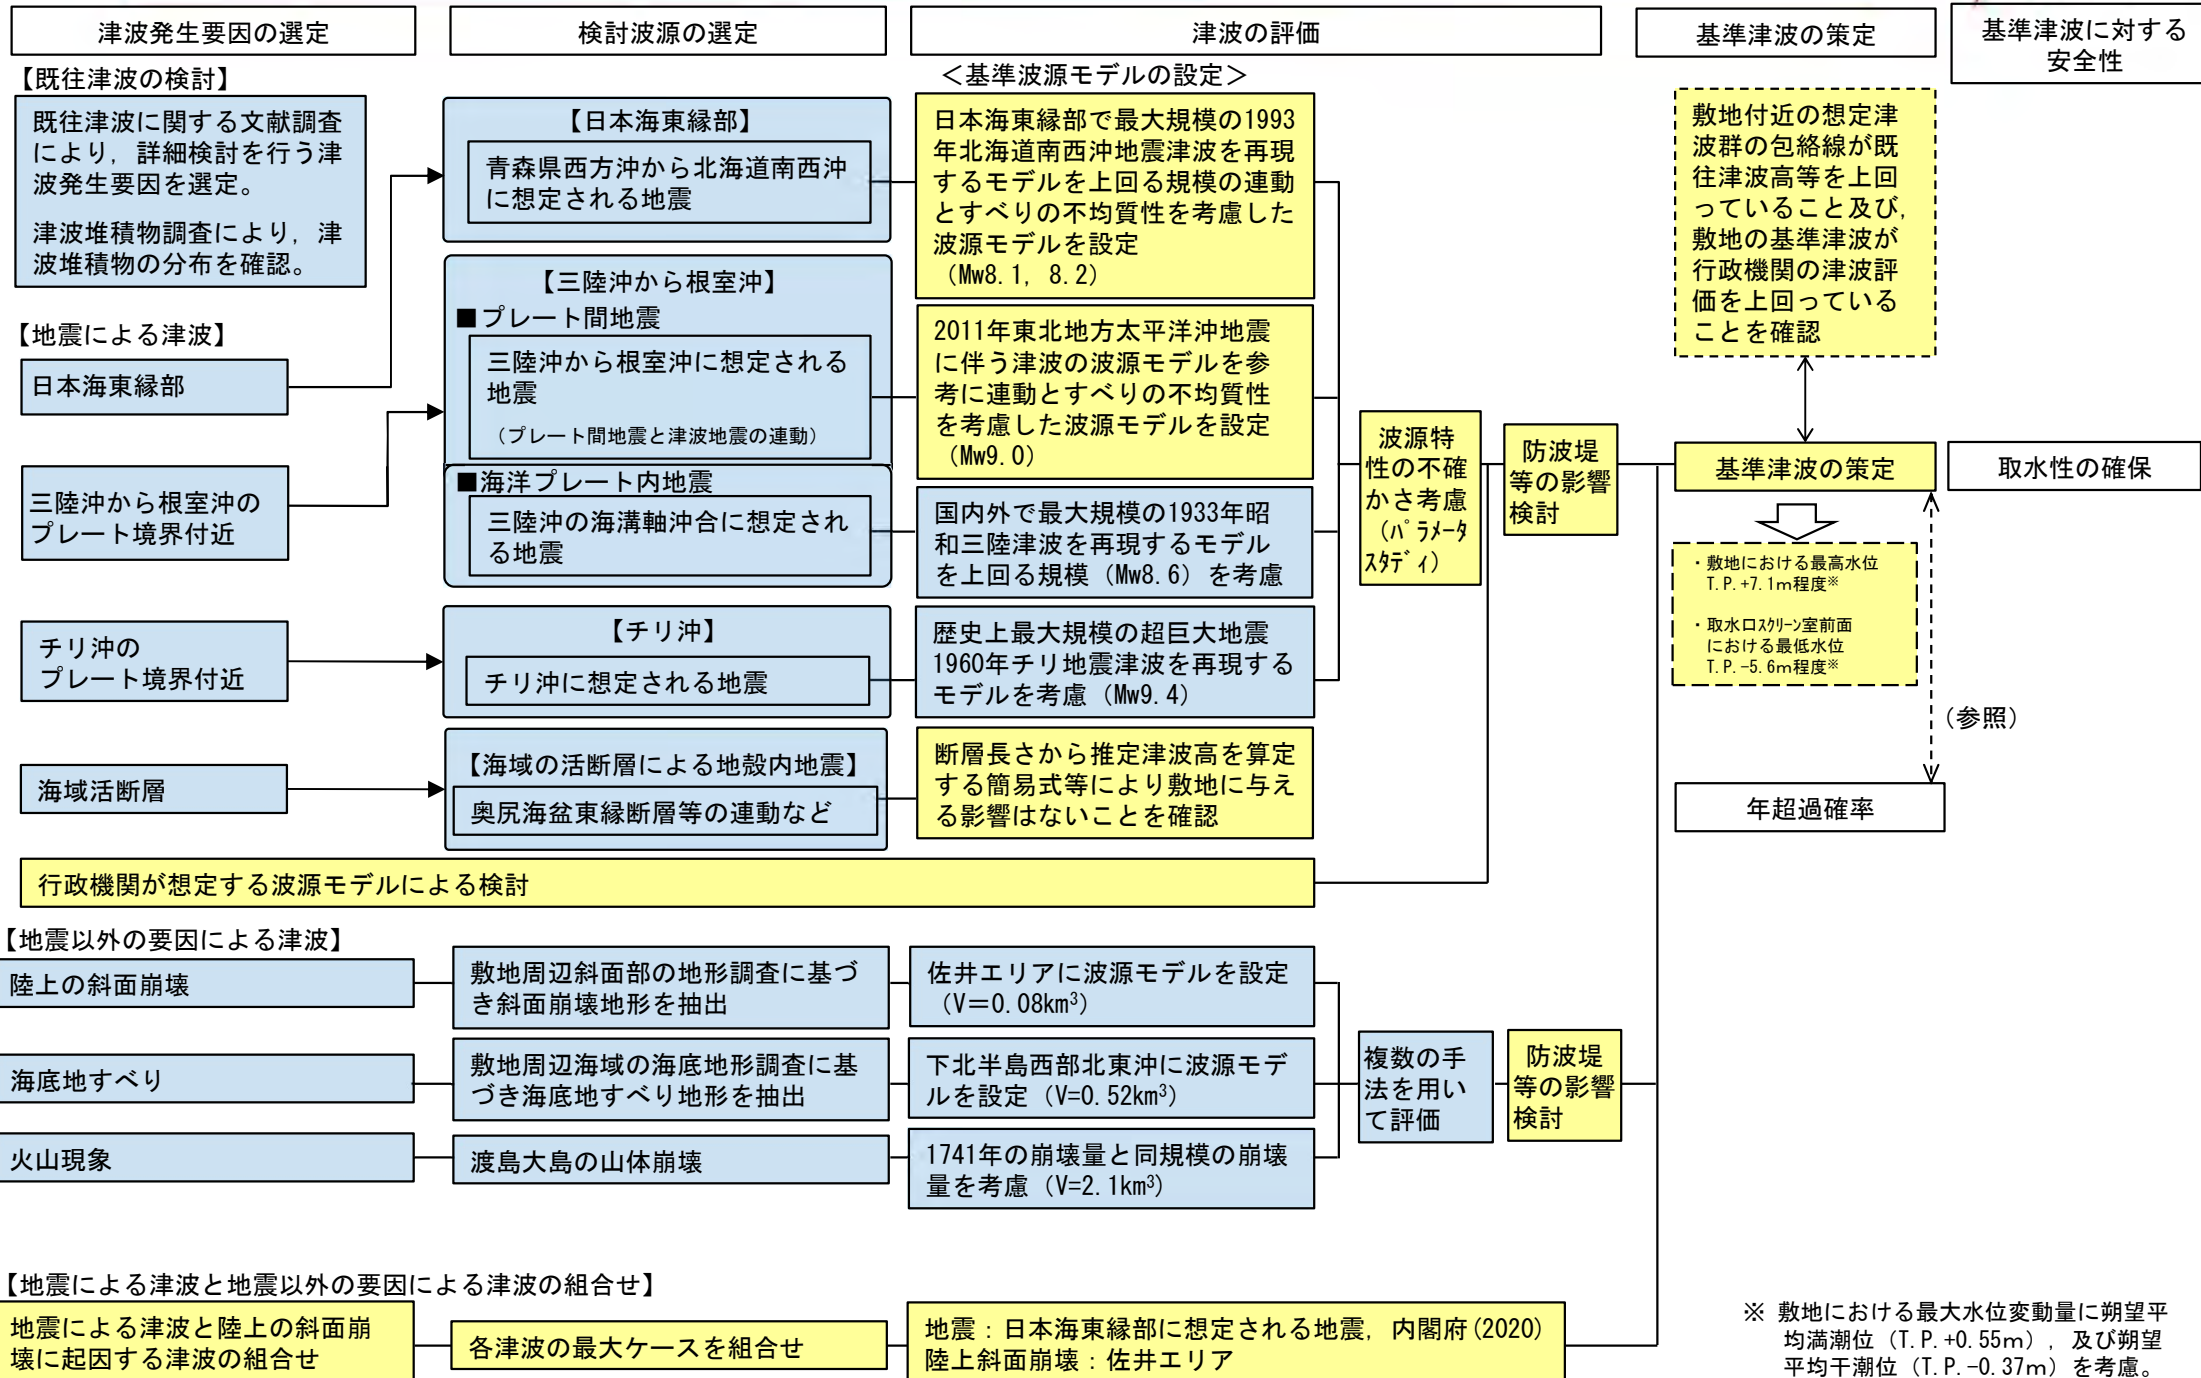 津波発生要因の選定
検討波源の選定
津波の評価
基準津波の策定
基準津波に対する
安全性
【既往津波の検討】
既往津波に関する文献調査
により，詳細検討を行う津
波発生要因を選定。
津波堆積物調査により，津
波堆積物の分布を確認。
【地震による津波】
日本海東縁部
三陸沖から根室沖の
プレート境界付近
チリ沖の
プレート境界付近
海域活断層
【日本海東縁部】
青森県西方沖から北海道南西沖
に想定される地震
【三陸沖から根室沖】
■プレート間地震
三陸沖から根室沖に想定される
地震
（プレート間地震と津波地震の連動）
■海洋プレート内地震
三陸沖の海溝軸沖合に想定され
る地震
【チリ沖】
チリ沖に想定される地震
【海域の活断層による地殻内地震】
奥尻海盆東縁断層等の連動など
＜基準波源モデルの設定＞
日本海東縁部で最大規模の1993
年北海道南西沖地震津波を再現
するモデルを上回る規模の連動
とすべりの不均質性を考慮した
波源モデルを設定
（Mw8.1, 8.2）
2011年東北地方太平洋沖地震
に伴う津波の波源モデルを参
考に連動とすべりの不均質性
を考慮した波源モデルを設定
（Mw9.0）
国内外で最大規模の1933年昭
和三陸津波を再現するモデル
を上回る規模（Mw8.6）を考慮
歴史上最大規模の超巨大地震
1960年チリ地震津波を再現する
モデルを考慮（Mw9.4）
断層長さから推定津波高を算定
する簡易式等により敷地に与え
る影響はないことを確認
波源特
性の不確
かさ考慮
（ﾊﾟﾗﾒｰﾀ
ｽﾀﾃﾞｨ）
防波堤
等の影響
検討
敷地付近の想定津
波群の包絡線が既
往津波高等を上回
っていること及び，
敷地の基準津波が
行政機関の津波評
価を上回っている
ことを確認
基準津波の策定
取水性の確保
・敷地における最高水位
T.P.+7.1m程度※
・取水口ｽｸﾘｰﾝ室前面
における最低水位
T.P.-5.6m程度※
（参照）
年超過確率
行政機関が想定する波源モデルによる検討
【地震以外の要因による津波】
陸上の斜面崩壊
敷地周辺斜面部の地形調査に基づ
き斜面崩壊地形を抽出
佐井エリアに波源モデルを設定
（V＝0.08km³）
海底地すべり
敷地周辺海域の海底地形調査に基
づき海底地すべり地形を抽出
下北半島西部北東沖に波源モデ
ルを設定（V=0.52km³）
火山現象
渡島大島の山体崩壊
1741年の崩壊量と同規模の崩壊
量を考慮（V=2.1km³）
複数の手
法を用い
て評価
防波堤
等の影響
検討
【地震による津波と地震以外の要因による津波の組合せ】
地震による津波と陸上の斜面崩
壊に起因する津波の組合せ
各津波の最大ケースを組合せ
地震：日本海東縁部に想定される地震，内閣府(2020)
陸上斜面崩壊：佐井エリア
※ 敷地における最大水位変動量に朔望平
均満潮位（T.P.+0.55m），及び朔望
平均干潮位（T.P.-0.37m）を考慮。